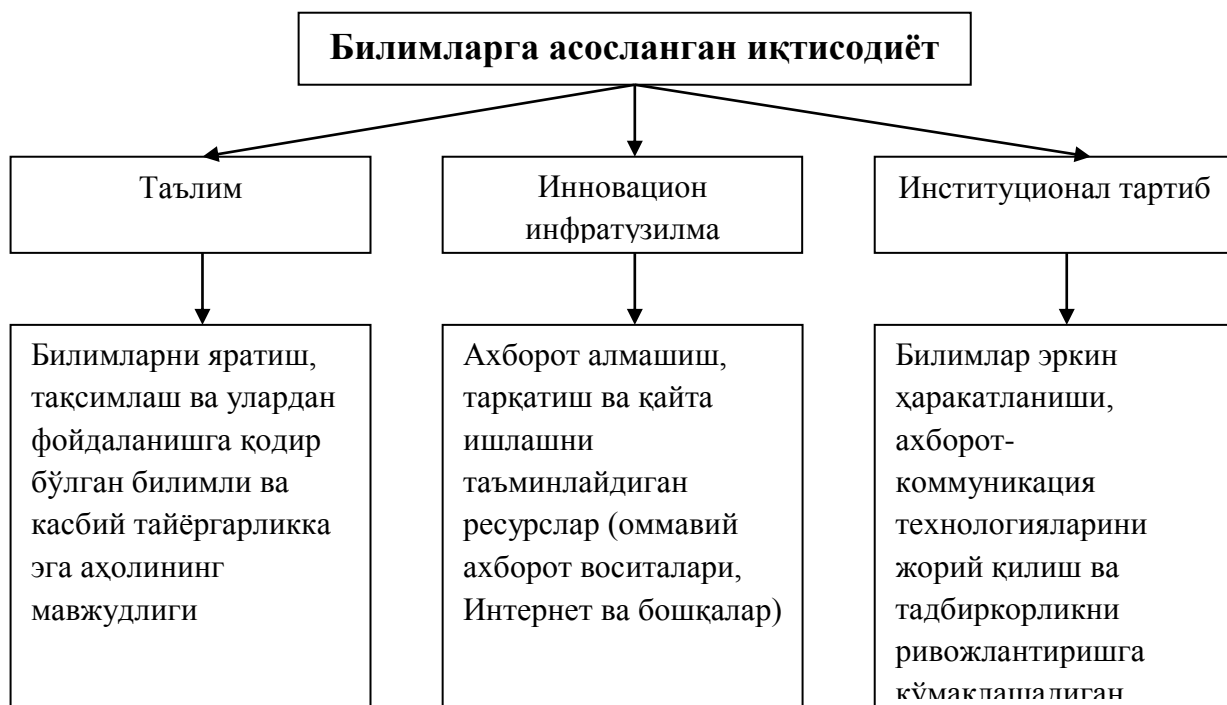 Билимларга асосланган иқтисодиёт
Таълим
Инновацион
инфратузилма
Институционал тартиб
Билимларни яратиш,
тақсимлаш ва улардан
фойдаланишга қодир
бўлган билимли ва
касбий тайёргарликка
эга аҳолининг
мавжудлиги
Ахборот алмашиш,
тарқатиш ва қайта
ишлашни
таъминлайдиган
ресурслар (оммавий
ахборот воситалари,
Интернет ва бошқалар)
Билимлар эркин
ҳаракатланиши,
ахборот-
коммуникация
технологияларини
жорий қилиш ва
тадбиркорликни
ривожлантиришга
кўмаклашадиган